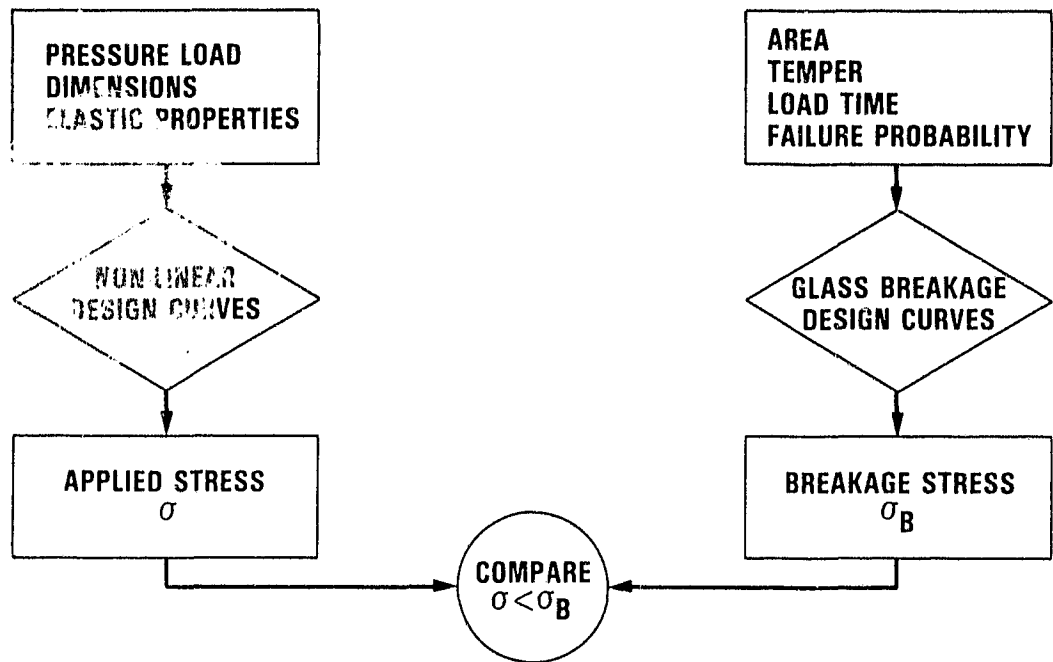 PRESSURE LOAD
DIMENSIONS
ELASTIC PROPERTIES
NON-LINEAR
DESIGN CURVES
APPLIED STRESS
σ
AREA
TEMPER
LOAD TIME
FAILURE PROBABILITY
GLASS BREAKAGE
DESIGN CURVES
BREAKAGE STRESS
σB
COMPARE
σ<σB